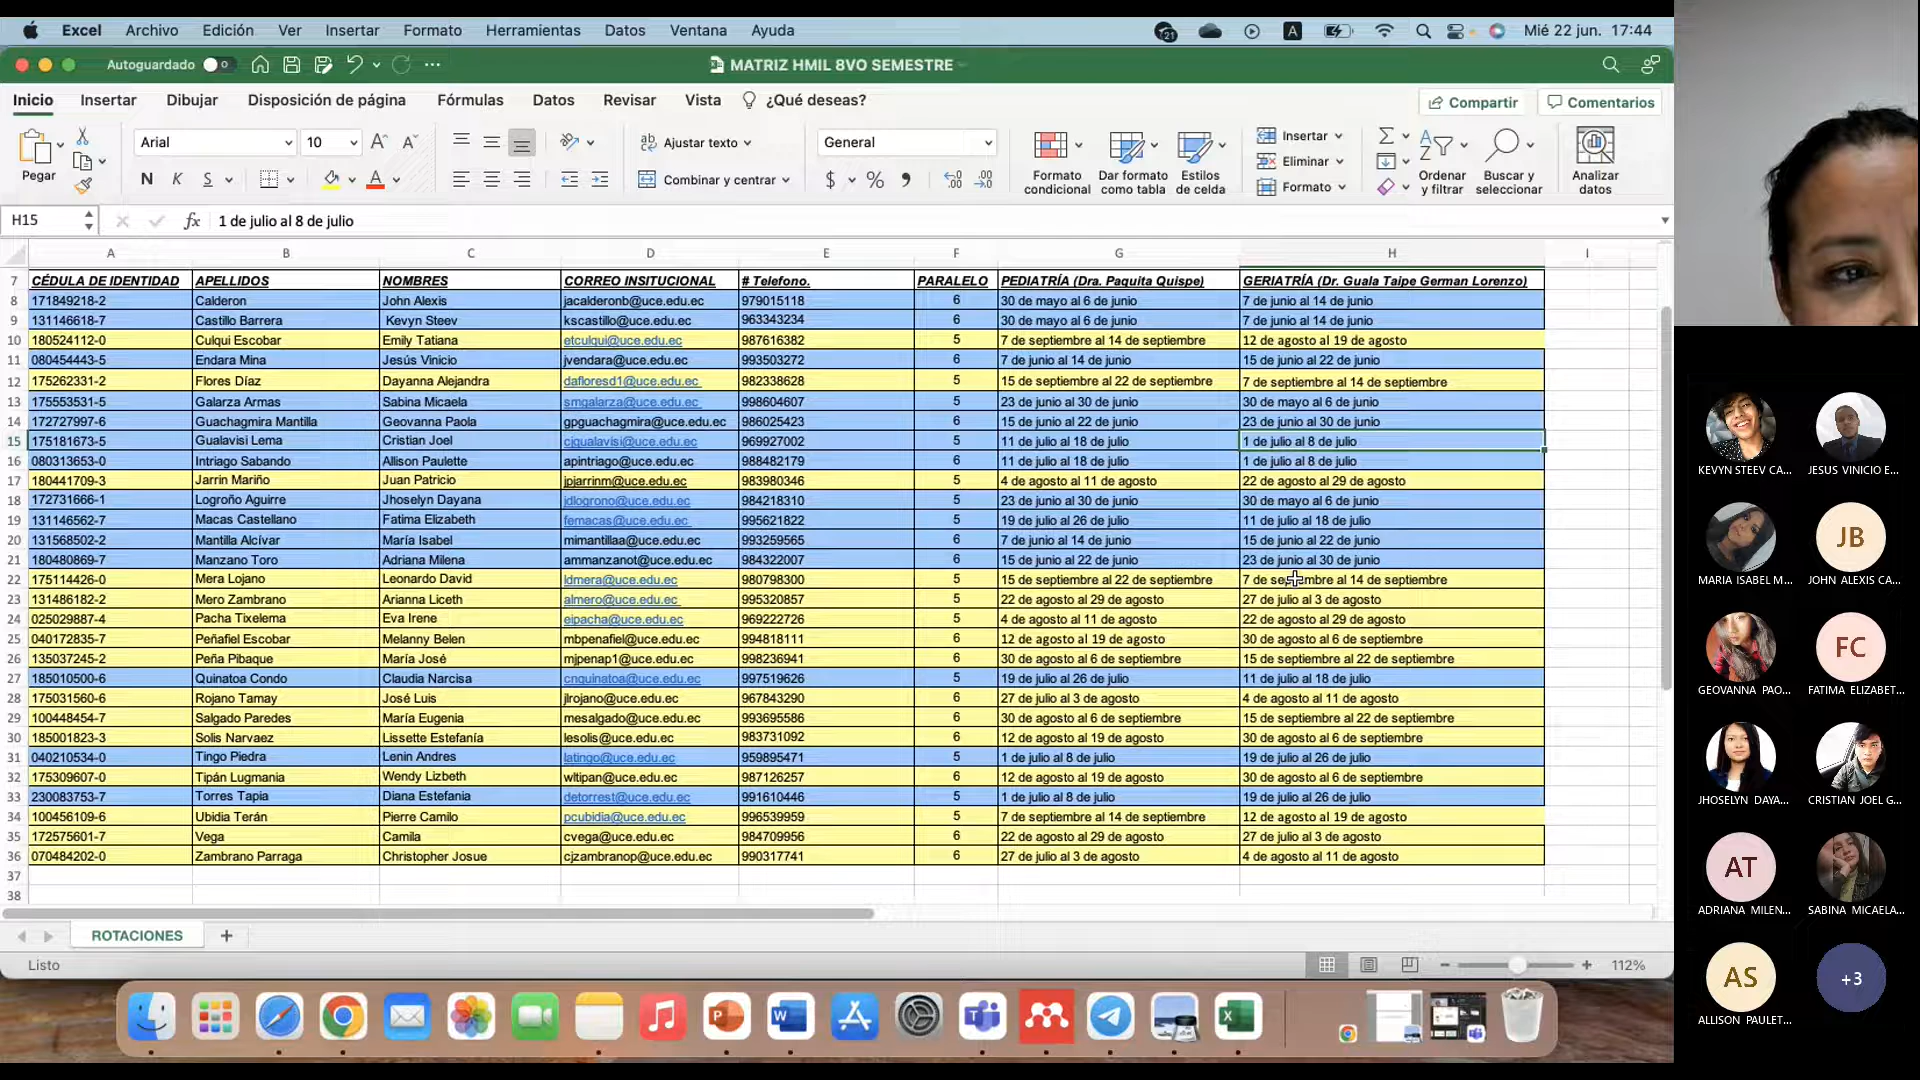 Excel Archivo Edición Ver Insertar Formato Herramientas Datos Ventana Ayuda A Mié 22 jun. 17:44
Autoguardado MATRIZ HMIL 8VO SEMESTRE
Inicio Insertar Dibujar Disposición de página Fórmulas Datos Revisar Vista ¿Qué deseas? Compartir Comentarios
Pegar Arial 10 Ajustar texto General Insertar
N K S Combinar y centrar $ % Formato condicional Dar formato como tabla Estilos de celda Eliminar Formato Ordenar y filtrar Buscar y seleccionar Analizar datos
H15 fx 1 de julio al 8 de julio
A B C D E F G H I
7 CÉDULA DE IDENTIDAD APELLIDOS NOMBRES CORREO INSITUCIONAL # Telefono. PARALELO PEDIATRÍA (Dra. Paquita Quispe) GERIATRÍA (Dr. Guala Taipe German Lorenzo)
8 171849218-2 Calderon John Alexis jacalderonb@uce.edu.ec 979015118 6 30 de mayo al 6 de junio 7 de junio al 14 de junio
9 131146618-7 Castillo Barrera Kevyn Steev kscastillo@uce.edu.ec 963343234 6 30 de mayo al 6 de junio 7 de junio al 14 de junio
10 180524112-0 Culqui Escobar Emily Tatiana etculqui@uce.edu.ec 987616382 5 7 de septiembre al 14 de septiembre 12 de agosto al 19 de agosto
11 080454443-5 Endara Mina Jesús Vinicio jvendara@uce.edu.ec 993503272 6 7 de junio al 14 de junio 15 de junio al 22 de junio
12 175262331-2 Flores Díaz Dayanna Alejandra dafloresd1@uce.edu.ec 982338628 5 15 de septiembre al 22 de septiembre 7 de septiembre al 14 de septiembre
13 175553531-5 Galarza Armas Sabina Micaela smgalarza@uce.edu.ec 998604607 5 23 de junio al 30 de junio 30 de mayo al 6 de junio
14 172727997-6 Guachagmira Mantilla Geovanna Paola gpguachagmira@uce.edu.ec 986025423 6 15 de junio al 22 de junio 23 de junio al 30 de junio
15 175181673-5 Gualavisi Lema Cristian Joel cjgualavisi@uce.edu.ec 969927002 5 11 de julio al 18 de julio 1 de julio al 8 de julio
16 080313653-0 Intriago Sabando Allison Paulette apintriago@uce.edu.ec 988482179 6 11 de julio al 18 de julio 1 de julio al 8 de julio
17 180441709-3 Jarrin Mariño Juan Patricio jpjarrinm@uce.edu.ec 983980346 5 4 de agosto al 11 de agosto 22 de agosto al 29 de agosto
18 172731666-1 Logroño Aguirre Jhoselyn Dayana jdlogrono@uce.edu.ec 984218310 5 23 de junio al 30 de junio 30 de mayo al 6 de junio
19 131146562-7 Macas Castellano Fatima Elizabeth femacas@uce.edu.ec 995621822 5 19 de julio al 26 de julio 11 de julio al 18 de julio
20 131568502-2 Mantilla Alcívar María Isabel mimantillaa@uce.edu.ec 993259565 6 7 de junio al 14 de junio 15 de junio al 22 de junio
21 180480869-7 Manzano Toro Adriana Milena ammanzanot@uce.edu.ec 984322007 6 15 de junio al 22 de junio 23 de junio al 30 de junio
22 175114426-0 Mera Lojano Leonardo David ldmera@uce.edu.ec 980798300 5 15 de septiembre al 22 de septiembre 7 de septiembre al 14 de septiembre
23 131486182-2 Mero Zambrano Arianna Liceth almero@uce.edu.ec 995320857 5 22 de agosto al 29 de agosto 27 de julio al 3 de agosto
24 025029887-4 Pacha Tixelema Eva Irene eipacha@uce.edu.ec 969222726 5 4 de agosto al 11 de agosto 22 de agosto al 29 de agosto
25 040172835-7 Peñafiel Escobar Melanny Belen mbpenafiel@uce.edu.ec 994818111 6 12 de agosto al 19 de agosto 30 de agosto al 6 de septiembre
26 135037245-2 Peña Pibaque María José mjpenap1@uce.edu.ec 998236941 6 30 de agosto al 6 de septiembre 15 de septiembre al 22 de septiembre
27 185010500-6 Quinatoa Condo Claudia Narcisa cnquinatoa@uce.edu.ec 997519626 5 19 de julio al 26 de julio 11 de julio al 18 de julio
28 175031560-6 Rojano Tamay José Luis jlrojano@uce.edu.ec 967843290 6 27 de julio al 3 de agosto 4 de agosto al 11 de agosto
29 100448454-7 Salgado Paredes María Eugenia mesalgado@uce.edu.ec 993695586 6 30 de agosto al 6 de septiembre 15 de septiembre al 22 de septiembre
30 185001823-3 Solis Narvaez Lissette Estefanía lesolis@uce.edu.ec 983731092 6 12 de agosto al 19 de agosto 30 de agosto al 6 de septiembre
31 040210534-0 Tingo Piedra Lenin Andres latingo@uce.edu.ec 959895471 5 1 de julio al 8 de julio 19 de julio al 26 de julio
32 175309607-0 Tipán Lugmania Wendy Lizbeth wltipan@uce.edu.ec 987126257 6 12 de agosto al 19 de agosto 30 de agosto al 6 de septiembre
33 230083753-7 Torres Tapia Diana Estefania detorrest@uce.edu.ec 991610446 5 1 de julio al 8 de julio 19 de julio al 26 de julio
34 100456109-6 Ubidia Terán Pierre Camilo pcubidia@uce.edu.ec 996539959 5 7 de septiembre al 14 de septiembre 12 de agosto al 19 de agosto
35 172575601-7 Vega Camila cvega@uce.edu.ec 984709956 6 22 de agosto al 29 de agosto 27 de julio al 3 de agosto
36 070484202-0 Zambrano Parraga Christopher Josue cjzambranop@uce.edu.ec 990317741 6 27 de julio al 3 de agosto 4 de agosto al 11 de agosto
37
38
ROTACIONES +
Listo 112%
KEVYN STEEV CA... JESUS VINICIO E...
JB
MARIA ISABEL M... JOHN ALEXIS CA...
FC
GEOVANNA PAO... FATIMA ELIZABET...
JHOSELYN DAYA... CRISTIAN JOEL G...
AT
ADRIANA MILEN... SABINA MICAELA...
AS +3
ALLISON PAULET...